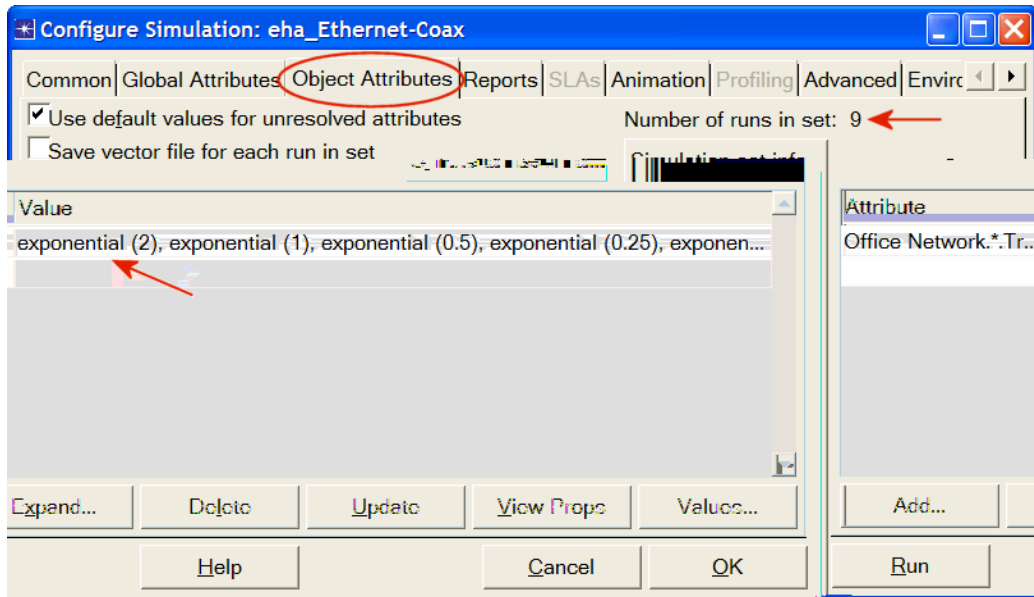 Configure Simulation: eha_Ethernet-Coax
Common Global Attributes Object Attributes Reports SLAs Animation Profiling Advanced Envirc
Use default values for unresolved attributes
Number of runs in set: 9
Save vector file for each run in set
Value
Attribute
exponential (2), exponential (1), exponential (0.5), exponential (0.25), exponen...
Office Network.*.Tr...
Expand... Delete Update View Props Values... Add...
Help Cancel OK Run